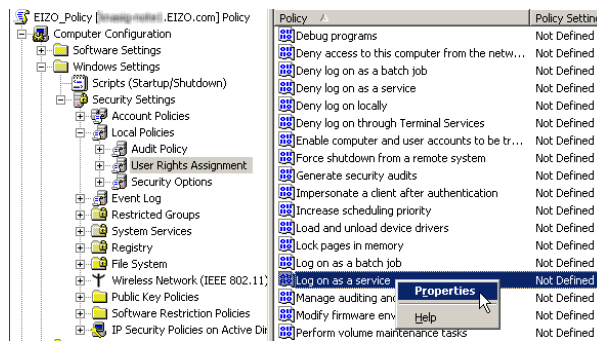 EIZO_Policy [ .EIZO.com] Policy
Computer Configuration
Software Settings
Windows Settings
Scripts (Startup/Shutdown)
Security Settings
Account Policies
Local Policies
Audit Policy
User Rights Assignment
Security Options
Event Log
Restricted Groups
System Services
Registry
File System
Wireless Network (IEEE 802.11)
Public Key Policies
Software Restriction Policies
IP Security Policies on Active Dir
Policy Policy Setting
Debug programs Not Defined
Deny access to this computer from the netw... Not Defined
Deny log on as a batch job Not Defined
Deny log on as a service Not Defined
Deny log on locally Not Defined
Deny log on through Terminal Services Not Defined
Enable computer and user accounts to be tr... Not Defined
Force shutdown from a remote system Not Defined
Generate security audits Not Defined
Impersonate a client after authentication Not Defined
Increase scheduling priority Not Defined
Load and unload device drivers Not Defined
Lock pages in memory Not Defined
Log on as a batch job Not Defined
Log on as a service Not Defined
Properties
Manage auditing and Not Defined
Modify firmware env Not Defined
Help
Perform volume maintenance tasks Not Defined